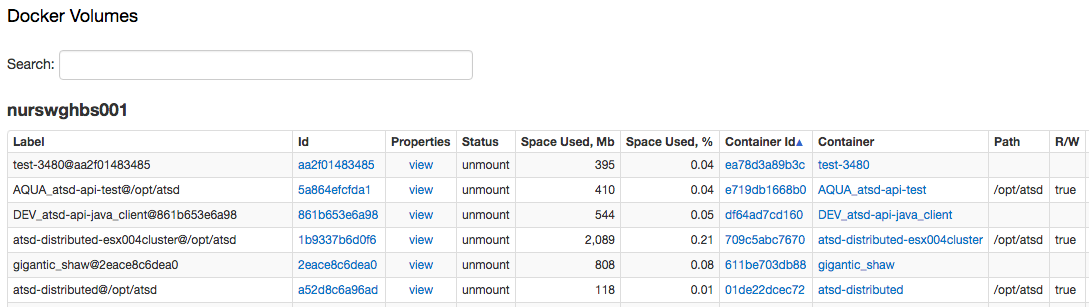 Docker Volumes
Search:
nurswghbs001
Label Id Properties Status Space Used, Mb Space Used, % Container Id▲ Container Path R/W
test-3480@aa2f01483485 aa2f01483485 view unmount 395 0.04 ea78d3a89b3c test-3480
AQUA_atsd-api-test@/opt/atsd 5a864efcfda1 view unmount 410 0.04 e719db1668b0 AQUA_atsd-api-test /opt/atsd true
DEV_atsd-api-java_client@861b653e6a98 861b653e6a98 view unmount 544 0.05 df64ad7cd160 DEV_atsd-api-java_client
atsd-distributed-esx004cluster@/opt/atsd 1b9337b6d0f6 view unmount 2,089 0.21 709c5abc7670 atsd-distributed-esx004cluster /opt/atsd true
gigantic_shaw@2eace8c6dea0 2eace8c6dea0 view unmount 808 0.08 611be703db88 gigantic_shaw
atsd-distributed@/opt/atsd a52d8c6a96ad view unmount 118 0.01 01de22dcec72 atsd-distributed /opt/atsd true